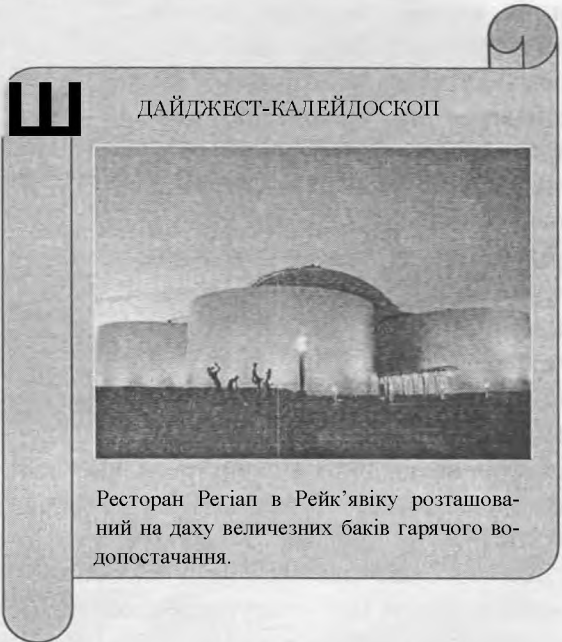 Ш
ДАЙДЖЕСТ-КАЛЕЙДОСКОП
Ресторан Регіап в Рейк’явіку розташова-
ний на даху величезних баків гарячого во-
допостачання.